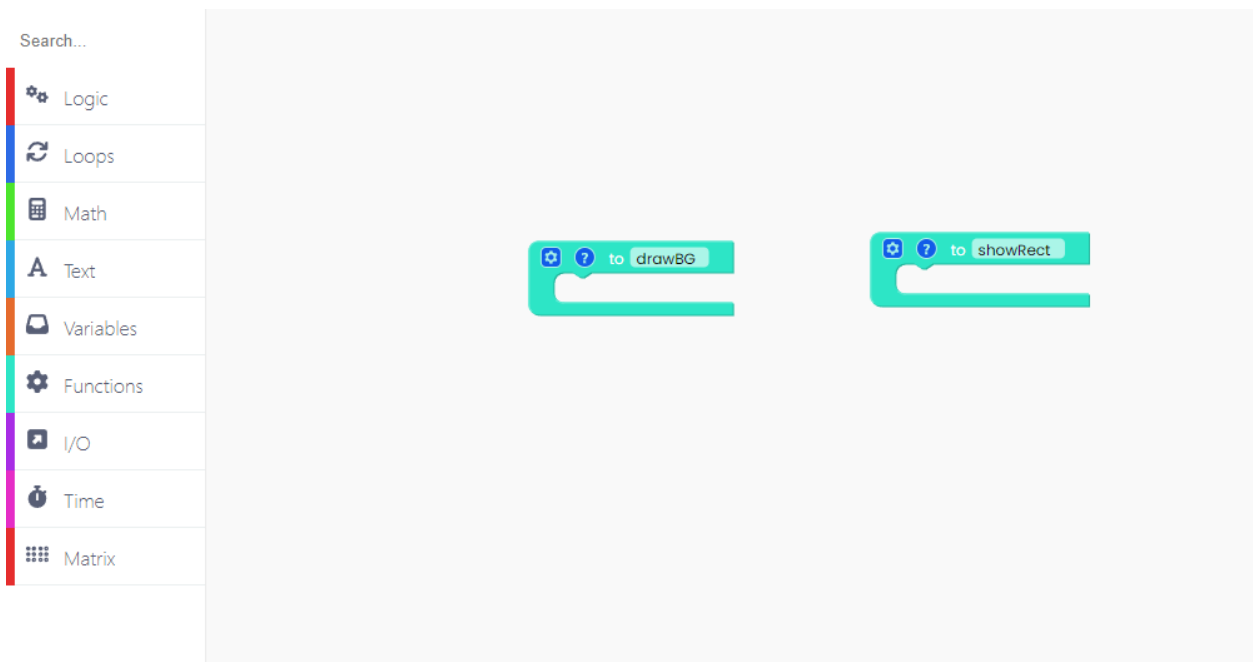 Search...
Logic
Loops
Math
Text
Variables
Functions
I/O
Time
Matrix
? to drawBG
? to showRect